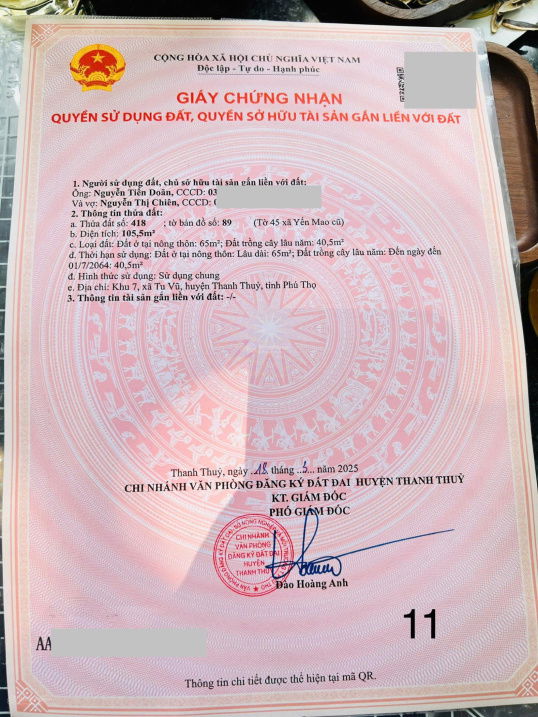 CỘNG HÒA XÃ HỘI CHỦ NGHĨA VIỆT NAM
Độc lập - Tự do - Hạnh phúc
GIẤY CHỨNG NHẬN
QUYỀN SỬ DỤNG ĐẤT, QUYỀN SỞ HỮU TÀI SẢN GẮN LIỀN VỚI ĐẤT
1. Người sử dụng đất, chủ sở hữu tài sản gắn liền với đất:
Ông: Nguyễn Tiến Doãn, CCCD: 03
Và vợ: Nguyễn Thị Chiên, CCCD: 0
2. Thông tin thửa đất:
a. Thửa đất số: 418 ; tờ bản đồ số: 89 (Tờ 45 xã Yến Mao cũ)
b. Diện tích: 105,5m²
c. Loại đất: Đất ở tại nông thôn: 65m²; Đất trồng cây lâu năm: 40,5m²
d. Thời hạn sử dụng: Đất ở tại nông thôn: Lâu dài: 65m²; Đất trồng cây lâu năm: Đến ngày đến
01/7/2064: 40,5m²
đ. Hình thức sử dụng: Sử dụng chung
e. Địa chỉ: Khu 7, xã Tu Vũ, huyện Thanh Thuỷ, tỉnh Phú Thọ
3. Thông tin tài sản gắn liền với đất: -/-
Thanh Thuỷ, ngày ..18. tháng .3... năm 2025
CHI NHÁNH VĂN PHÒNG ĐĂNG KÝ ĐẤT ĐAI HUYỆN THANH THUỶ
KT. GIÁM ĐỐC
PHÓ GIÁM ĐỐC
CHI NHÁNH
VĂN PHÒNG
ĐĂNG KÝ ĐẤT ĐAI
HUYỆN
THANH THUỶ
Đào Hoàng Anh
11
AA
Thông tin chi tiết được thể hiện tại mã QR.